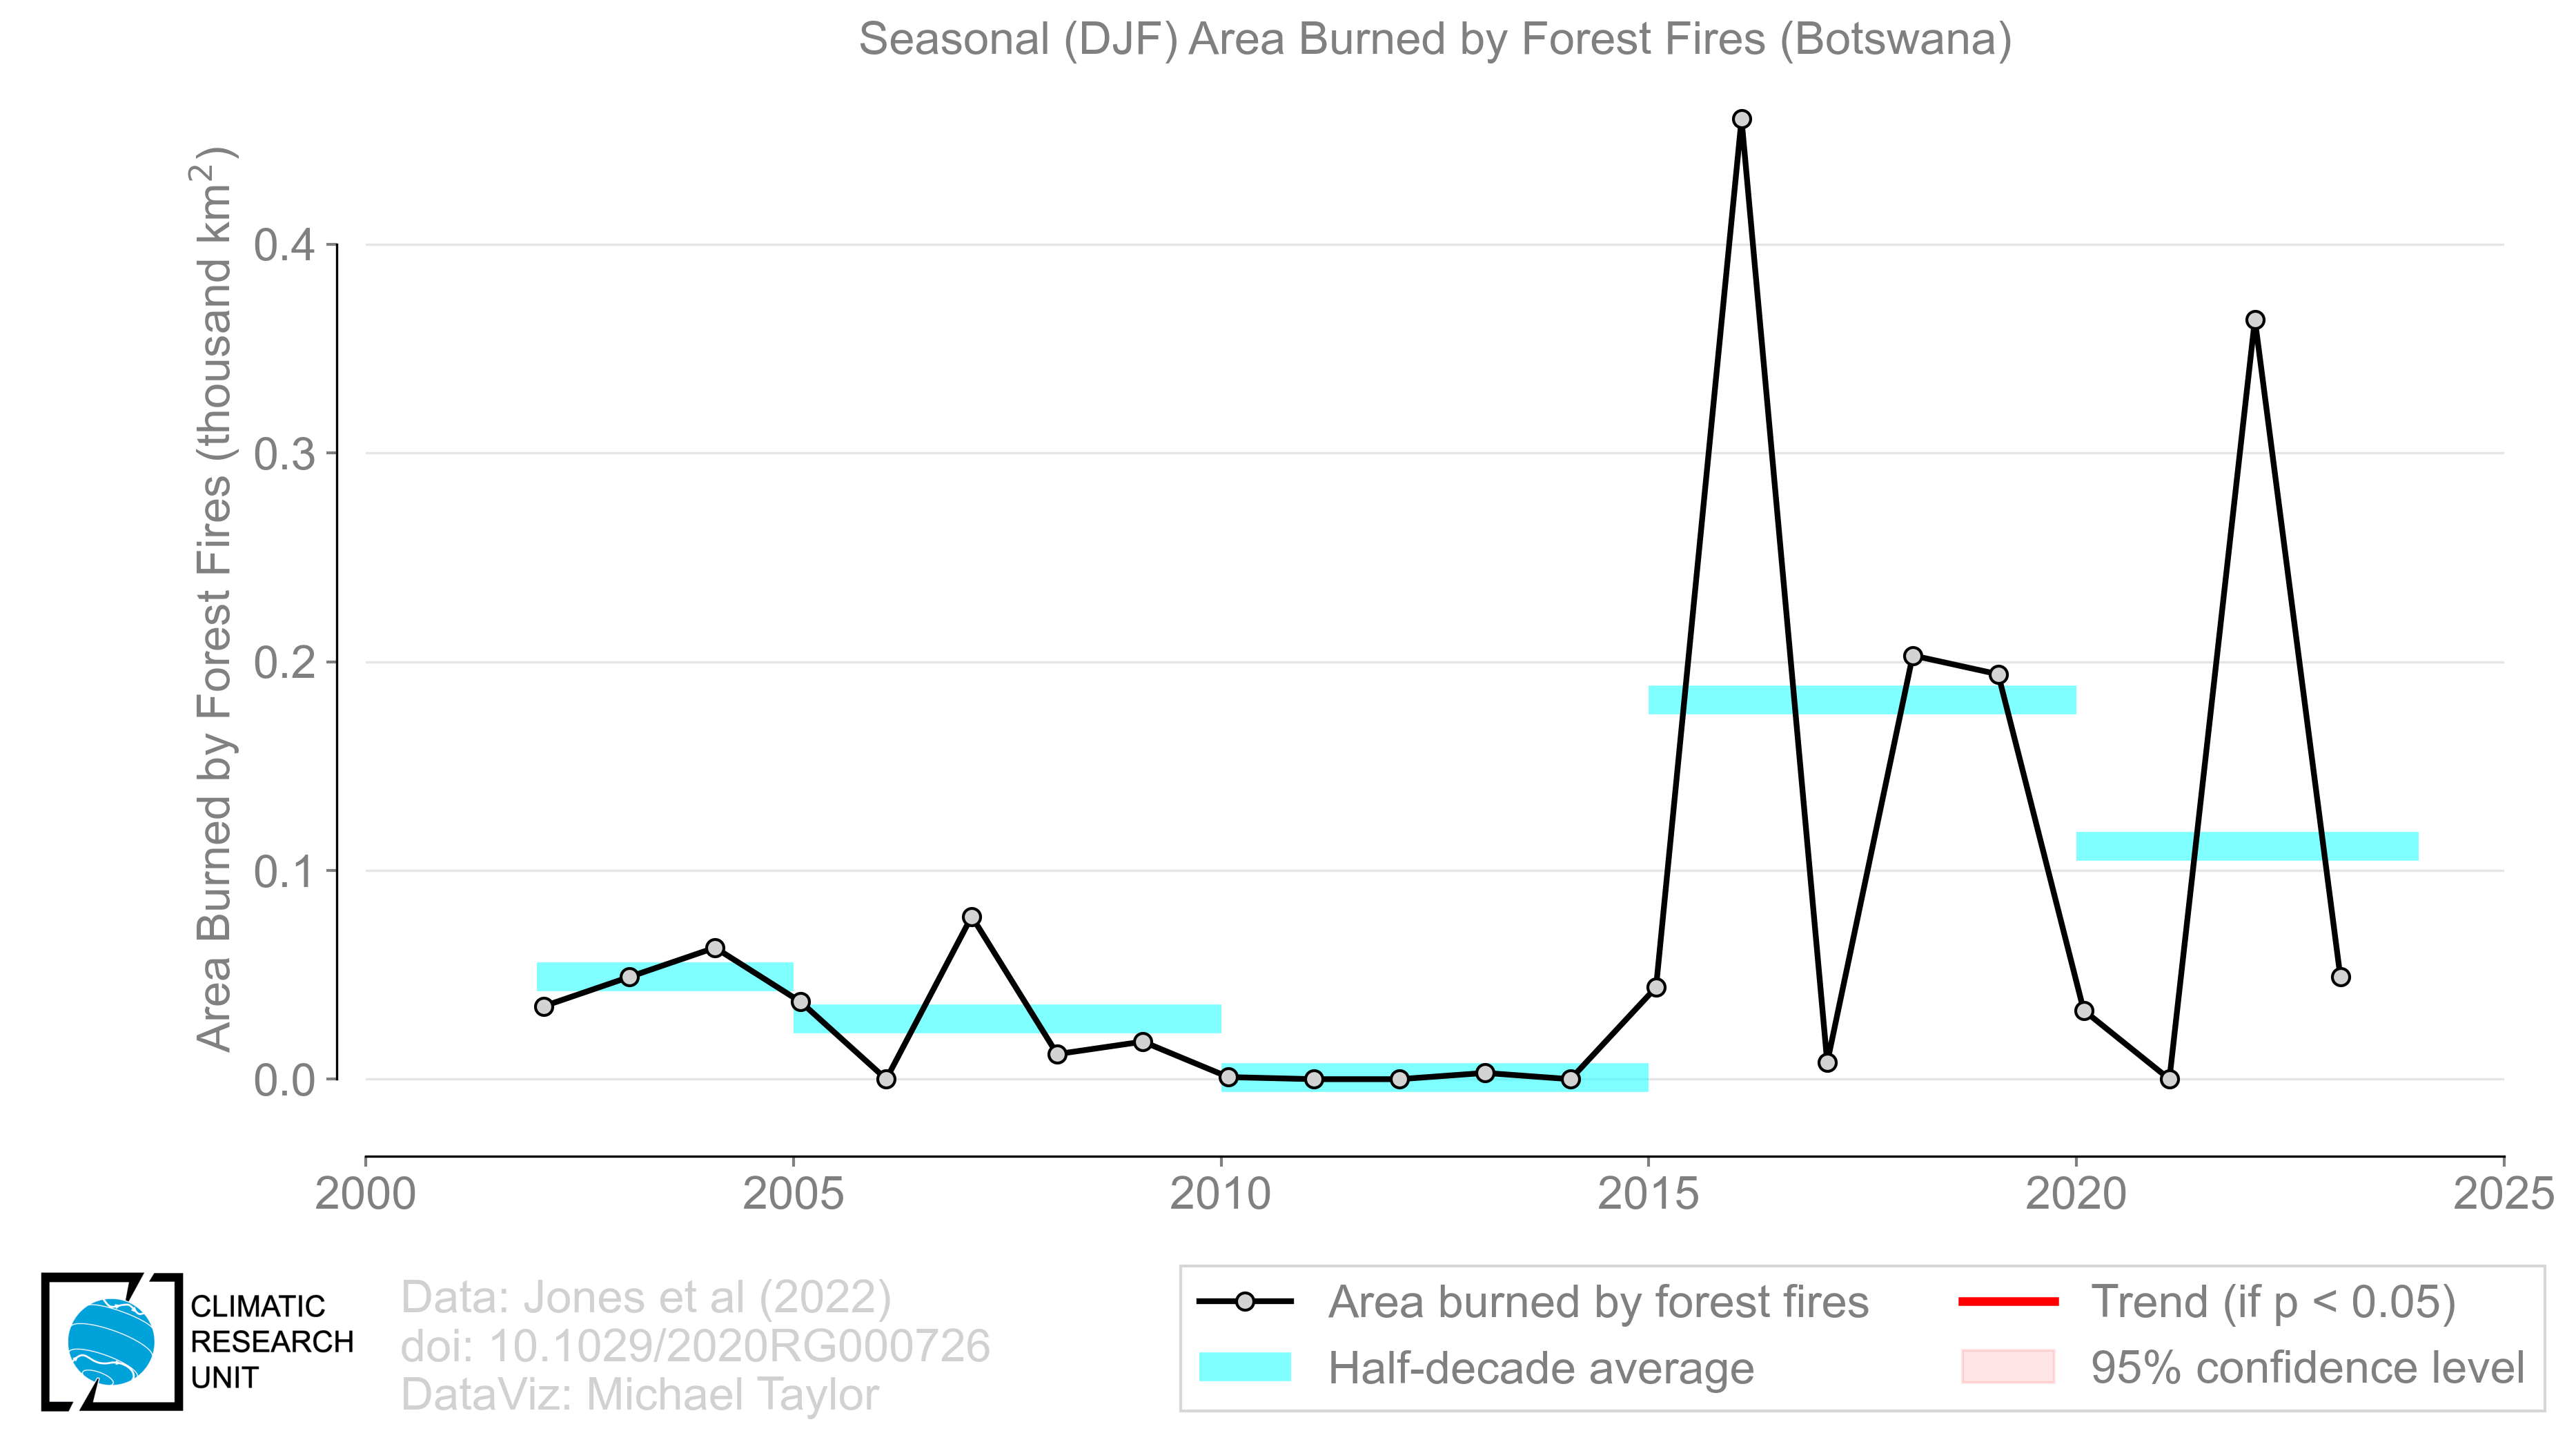 Seasonal (DJF) Area Burned by Forest Fires (Botswana)
Area Burned by Forest Fires (thousand km²)
0.4
0.3
0.2
0.1
0.0
2000
2005
2010
2015
2020
2025
CLIMATIC
RESEARCH
UNIT
Data: Jones et al (2022)
doi: 10.1029/2020RG000726
DataViz: Michael Taylor
Area burned by forest fires
Half-decade average
Trend (if p < 0.05)
95% confidence level